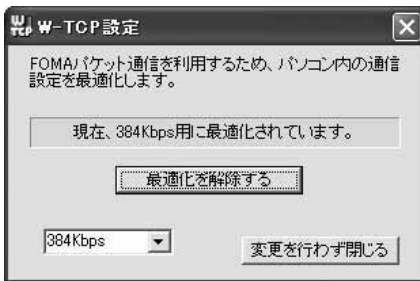 W-TCP
W-TCP設定
FOMAパケット通信を利用するため、パソコン内の通信
設定を最適化します。
現在、384Kbps用に最適化されています。
最適化を解除する
384Kbps
変更を行わず閉じる